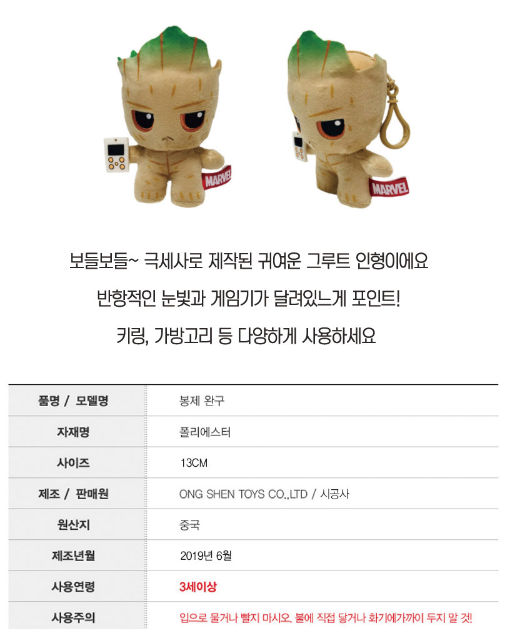 MARVEL
MARVEL
보들보들~ 극세사로 제작된 귀여운 그루트 인형이에요
반항적인 눈빛과 게임기가 달려있는게 포인트!
키링, 가방고리 등 다양하게 사용하세요
품명 / 모델명 봉제 완구
자재명 폴리에스터
사이즈 13CM
제조 / 판매원 ONG SHEN TOYS CO.,LTD / 시공사
원산지 중국
제조년월 2019년 6월
사용연령 3세이상
사용주의 입으로 물거나 빨지 마시오. 불에 직접 닿거나 화기에가까이 두지 말 것!